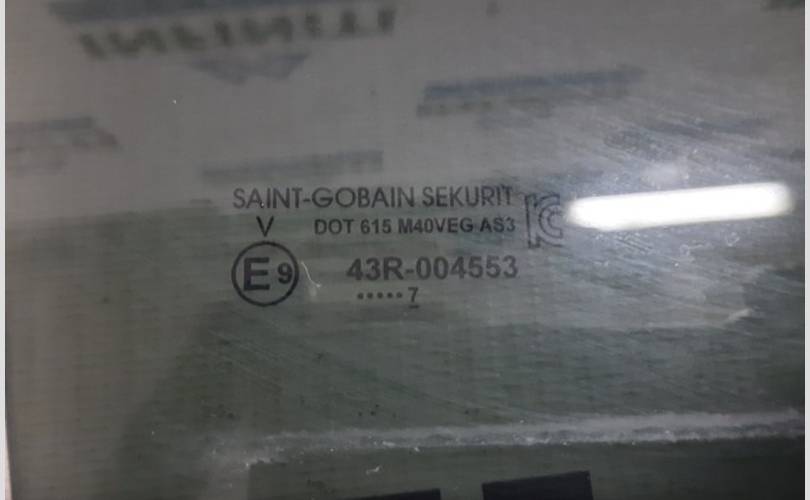 SAINT-GOBAIN SEKURIT
V DOT 615 M40VEG AS3
E9 43R-004553
•••••7